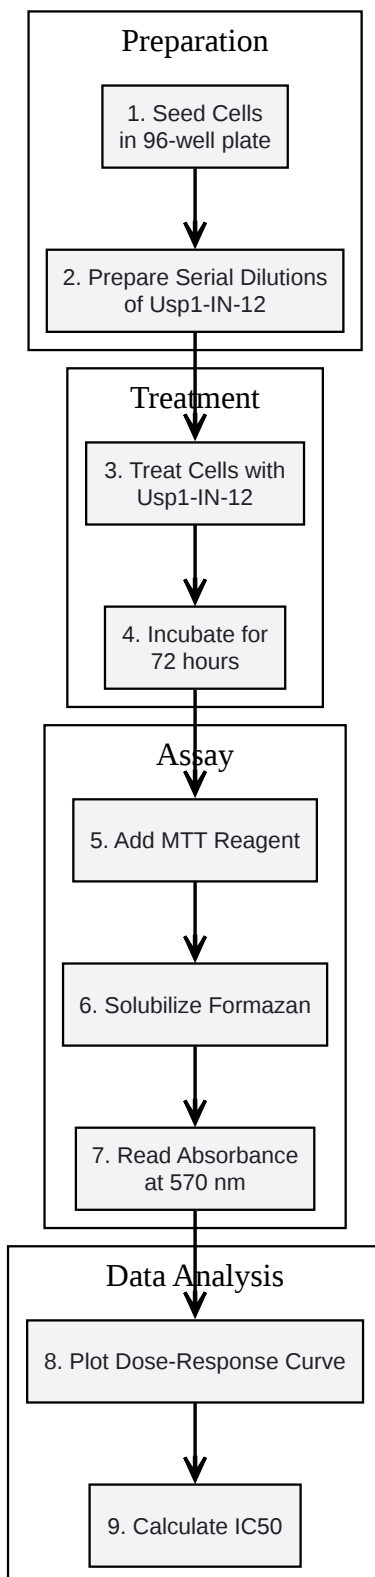 Preparation
1. Seed Cells
in 96-well plate
2. Prepare Serial Dilutions
of Usp1-IN-12
Treatment
3. Treat Cells with
Usp1-IN-12
4. Incubate for
72 hours
Assay
5. Add MTT Reagent
6. Solubilize Formazan
7. Read Absorbance
at 570 nm
Data Analysis
8. Plot Dose-Response Curve
9. Calculate IC50